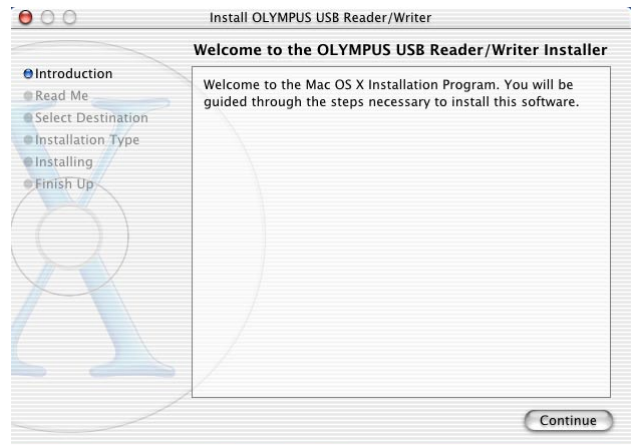 Install OLYMPUS USB Reader/Writer
Welcome to the OLYMPUS USB Reader/Writer Installer
Introduction
Read Me
Select Destination
Installation Type
Installing
Finish Up
Welcome to the Mac OS X Installation Program. You will be
guided through the steps necessary to install this software.
Continue